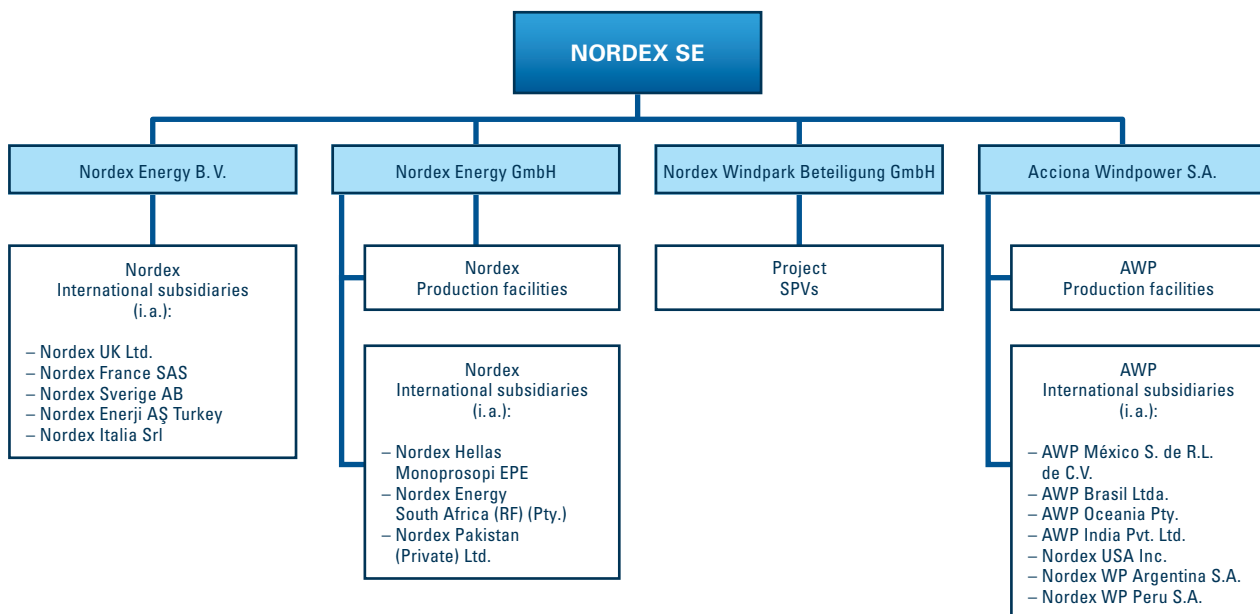 NORDEX SE
Nordex Energy B. V.
Nordex Energy GmbH
Nordex Windpark Beteiligung GmbH
Acciona Windpower S.A.
Nordex
International subsidiaries
(i. a.):
– Nordex UK Ltd.
– Nordex France SAS
– Nordex Sverige AB
– Nordex Enerji AŞ Turkey
– Nordex Italia Srl
Nordex
Production facilities
Nordex
International subsidiaries
(i. a.):
– Nordex Hellas
Monoprosopi EPE
– Nordex Energy
South Africa (RF) (Pty.)
– Nordex Pakistan
(Private) Ltd.
Project
SPVs
AWP
Production facilities
AWP
International subsidiaries
(i. a.):
– AWP México S. de R.L.
de C.V.
– AWP Brasil Ltda.
– AWP Oceania Pty.
– AWP India Pvt. Ltd.
– Nordex USA Inc.
– Nordex WP Argentina S.A.
– Nordex WP Peru S.A.